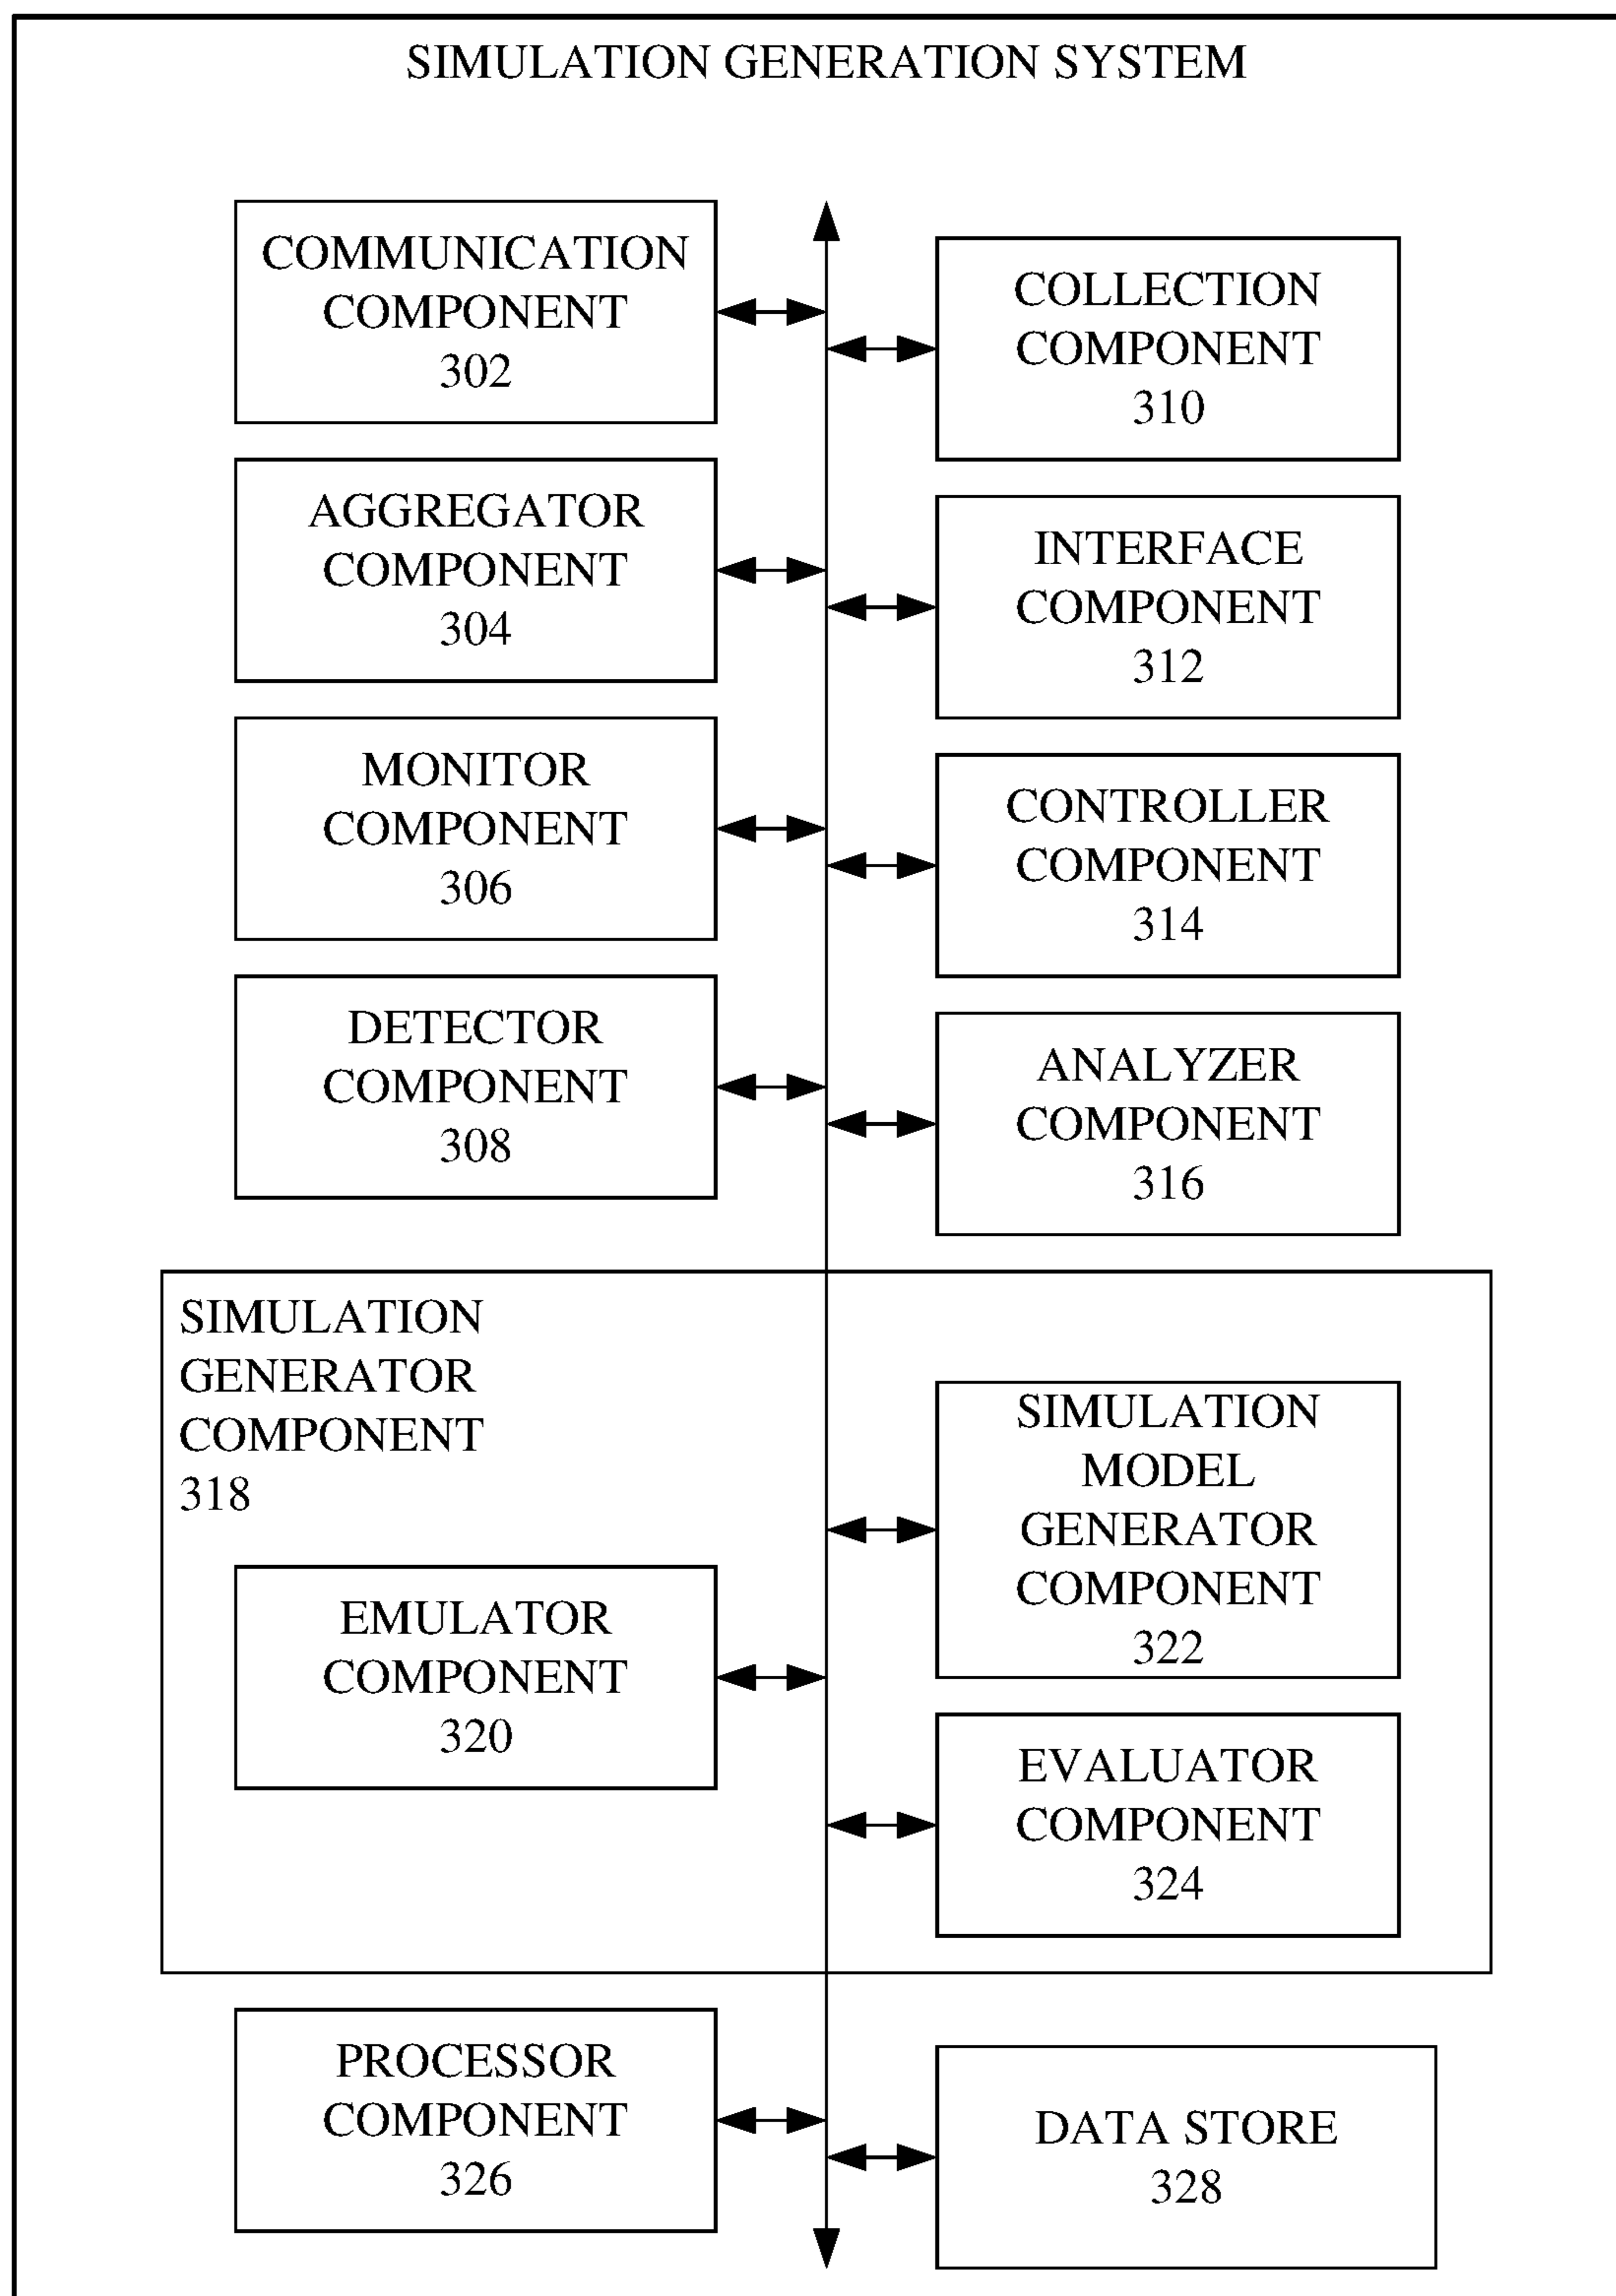 SIMULATION GENERATION SYSTEM
COMMUNICATION
COMPONENT
302
COLLECTION
COMPONENT
310
AGGREGATOR
COMPONENT
304
INTERFACE
COMPONENT
312
MONITOR
COMPONENT
306
CONTROLLER
COMPONENT
314
DETECTOR
COMPONENT
308
ANALYZER
COMPONENT
316
SIMULATION
GENERATOR
COMPONENT
318
SIMULATION
MODEL
GENERATOR
COMPONENT
322
EMULATOR
COMPONENT
320
EVALUATOR
COMPONENT
324
PROCESSOR
COMPONENT
326
DATA STORE
328